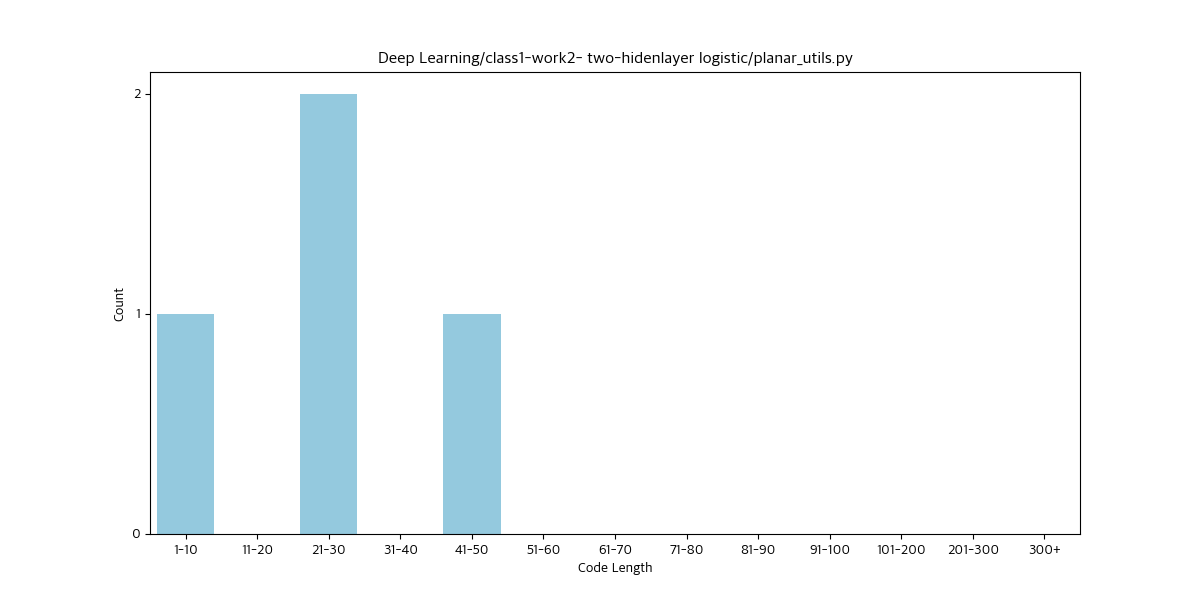 Deep Learning/class1-work2- two-hidenlayer logistic/planar_utils.py
2
1
0
Count
1-10 11-20 21-30 31-40 41-50 51-60 61-70 71-80 81-90 91-100 101-200 201-300 300+
Code Length